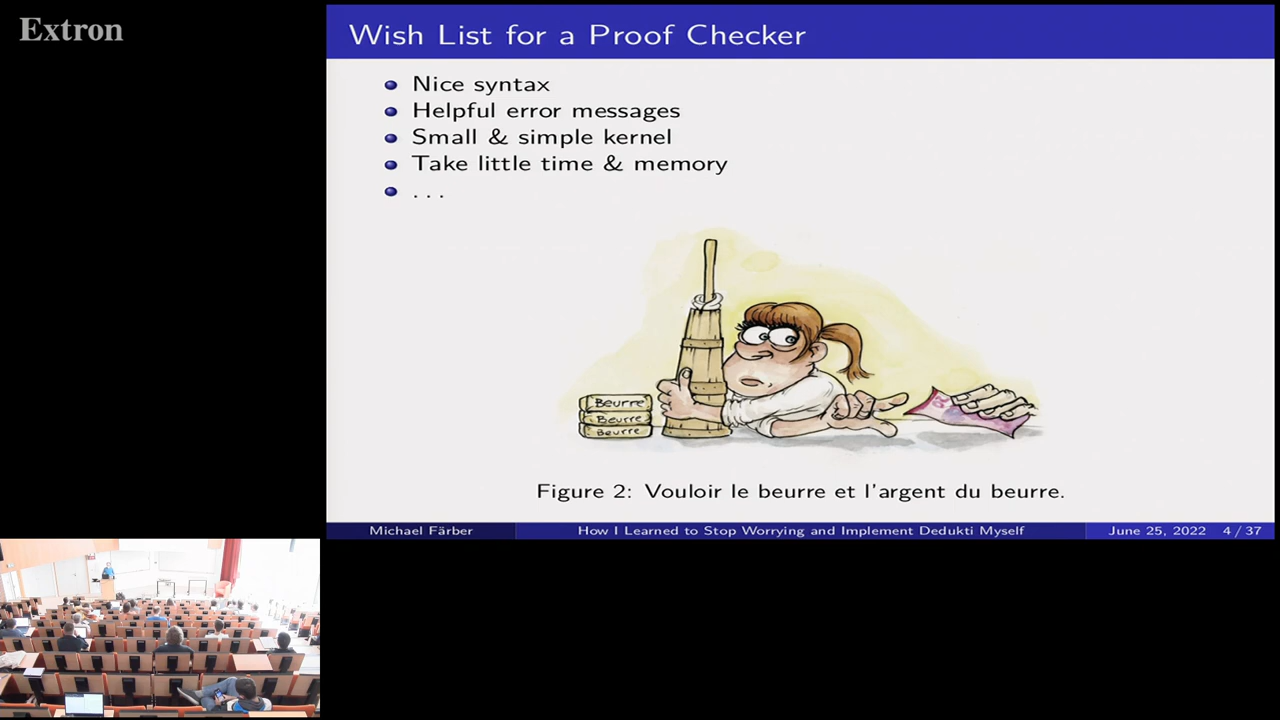 Extron
Wish List for a Proof Checker
Nice syntax
Helpful error messages
Small & simple kernel
Take little time & memory
. . .
Beurre
Beurre
Beurre
Figure 2: Vouloir le beurre et l'argent du beurre.
Michael Färber How I Learned to Stop Worrying and Implement Dedukti Myself June 25, 2022 4 / 37